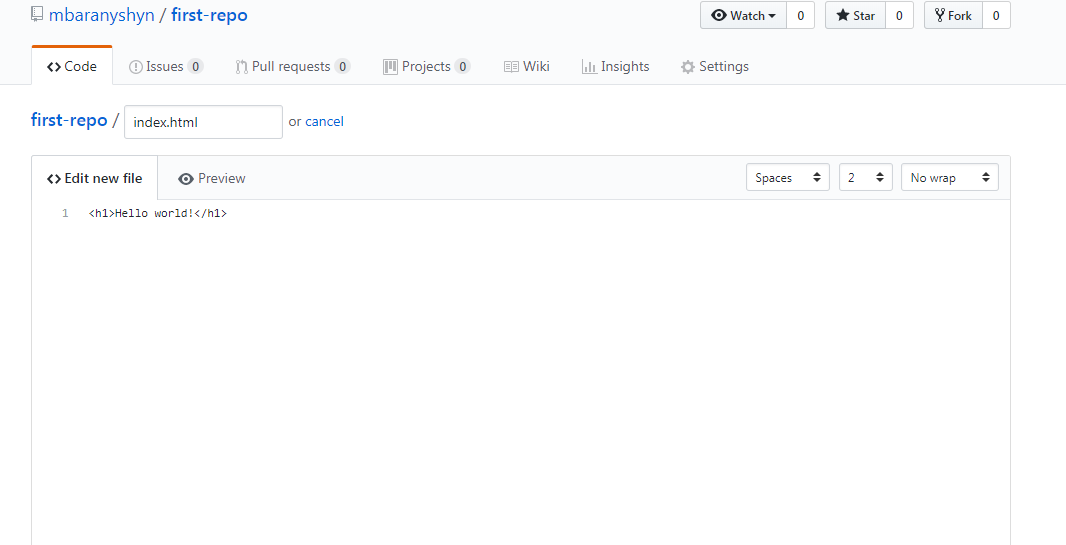 mbaranyshyn / first-repo Watch 0 Star 0 Fork 0
Code Issues 0 Pull requests 0 Projects 0 Wiki Insights Settings
first-repo / index.html or cancel
Edit new file Preview Spaces 2 No wrap
1 <h1>Hello world!</h1>